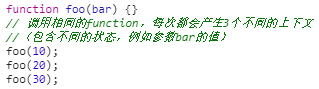 function foo(bar) {}
// 调用相同的function，每次都会产生3个不同的上下文
//（包含不同的状态，例如参数bar的值）
foo(10);
foo(20);
foo(30);